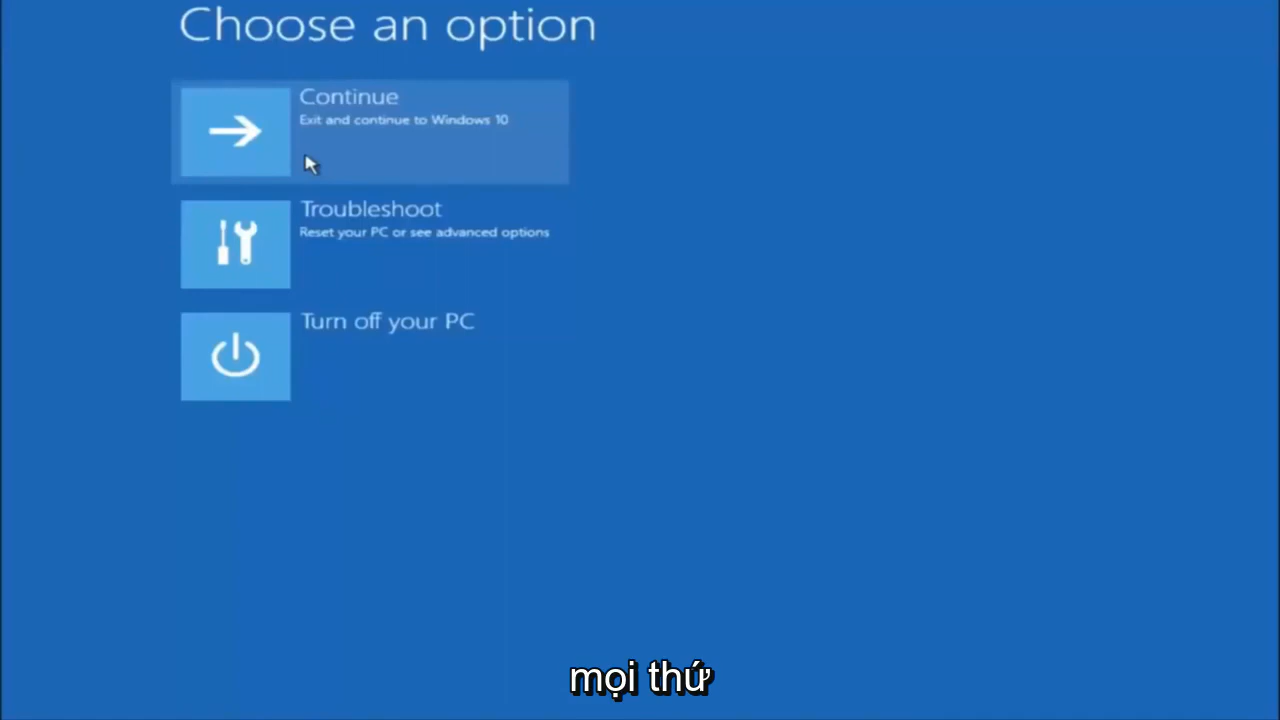 Choose an option
Continue
Exit and continue to Windows 10
Troubleshoot
Reset your PC or see advanced options
Turn off your PC
mọi thứ